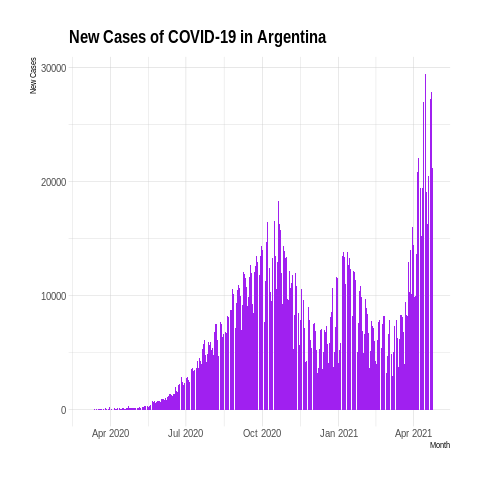 New Cases of COVID-19 in Argentina
New Cases
30000
20000
10000
0
Apr 2020 Jul 2020 Oct 2020 Jan 2021 Apr 2021
Month